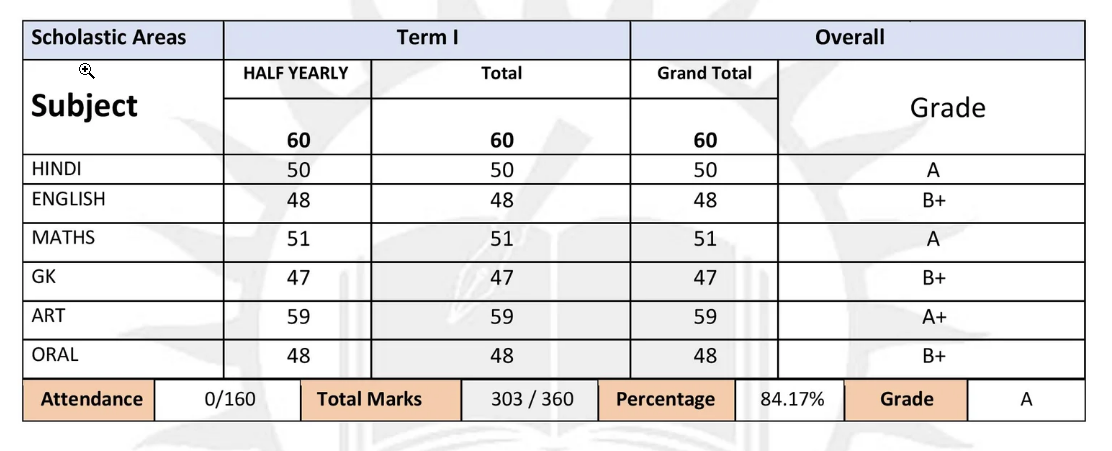 Scholastic Areas Term I Overall
Subject HALF YEARLY Total Grand Total Grade
60 60 60
HINDI 50 50 50 A
ENGLISH 48 48 48 B+
MATHS 51 51 51 A
GK 47 47 47 B+
ART 59 59 59 A+
ORAL 48 48 48 B+
Attendance 0/160 Total Marks 303 / 360 Percentage 84.17% Grade A